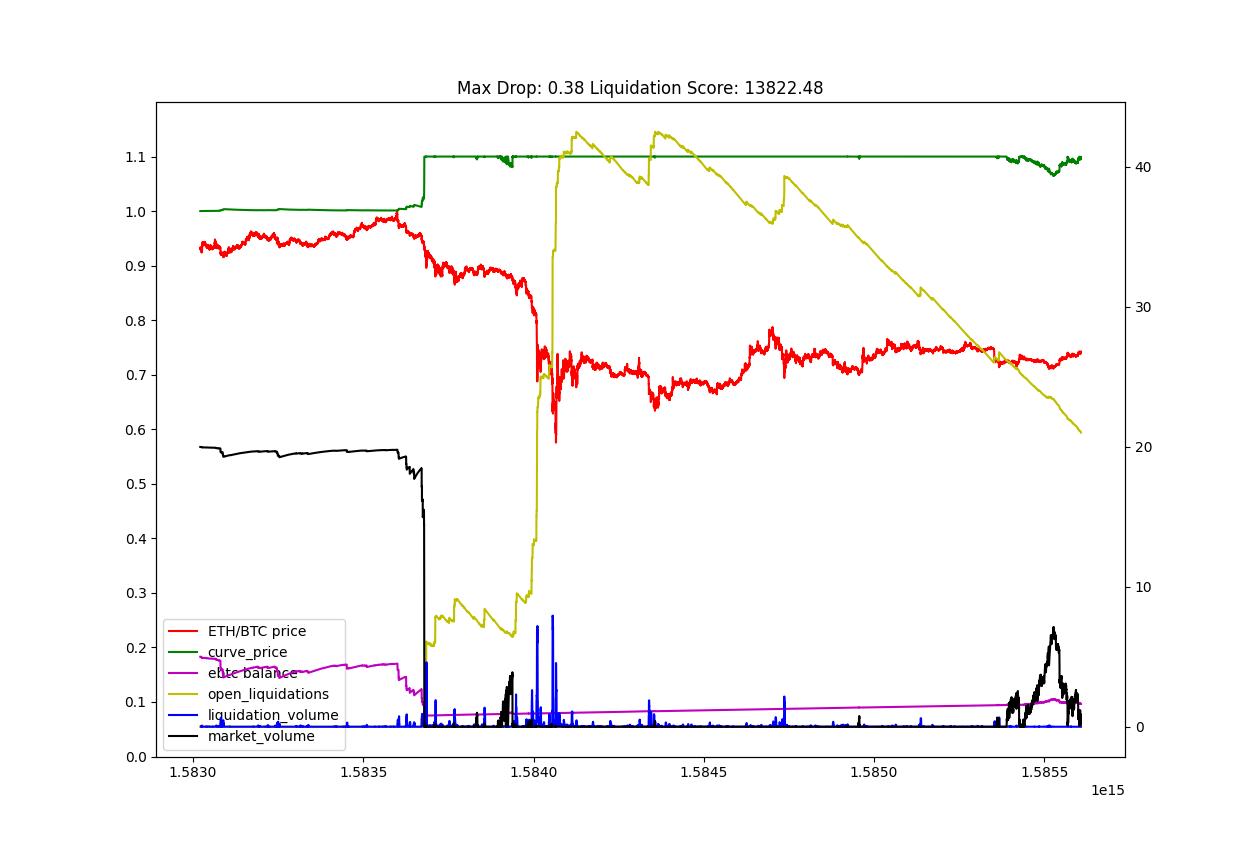 Max Drop: 0.38 Liquidation Score: 13822.48
1.1
1.0
0.9
0.8
0.7
0.6
0.5
0.4
0.3
0.2
0.1
0.0
40
30
20
10
0
ETH/BTC price
curve_price
ebtc balance
open_liquidations
liquidation_volume
market_volume
1.5830
1.5835
1.5840
1.5845
1.5850
1.5855
1e15